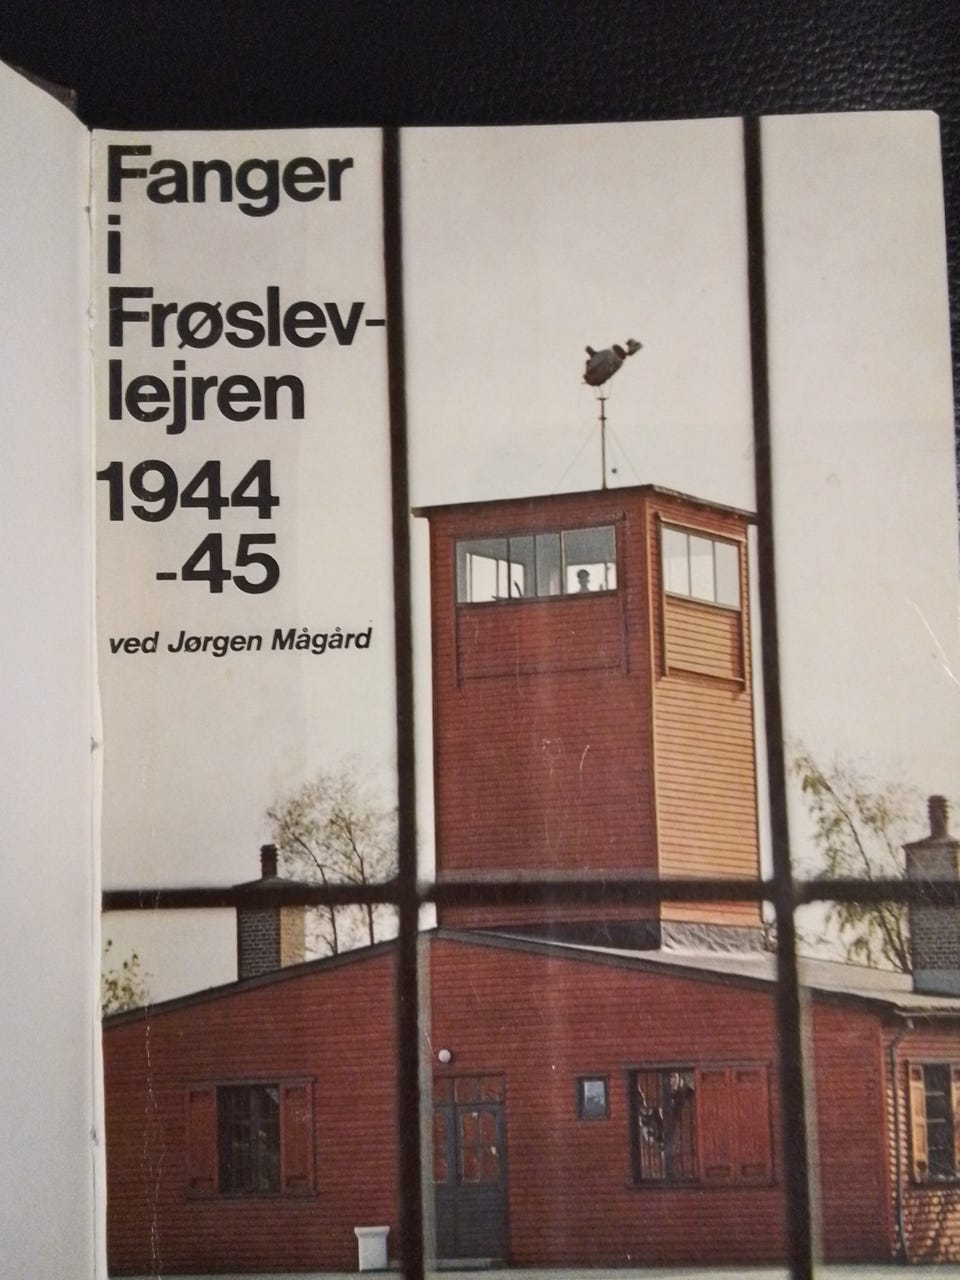 Fanger
i
Frøslev-
lejren
1944
-45
ved Jørgen Mågård